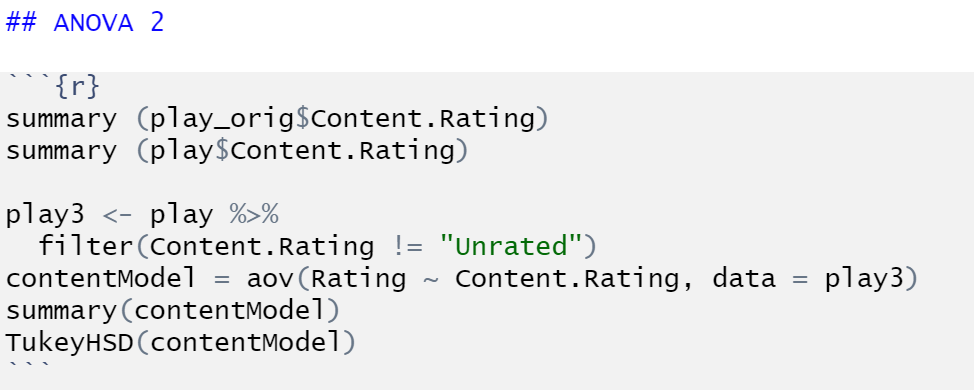 ## ANOVA 2
```{r}
summary (play_orig$Content.Rating)
summary (play$Content.Rating)
play3 <- play %>%
  filter(Content.Rating != "Unrated")
contentModel = aov(Rating ~ Content.Rating, data = play3)
summary(contentModel)
TukeyHSD(contentModel)
```